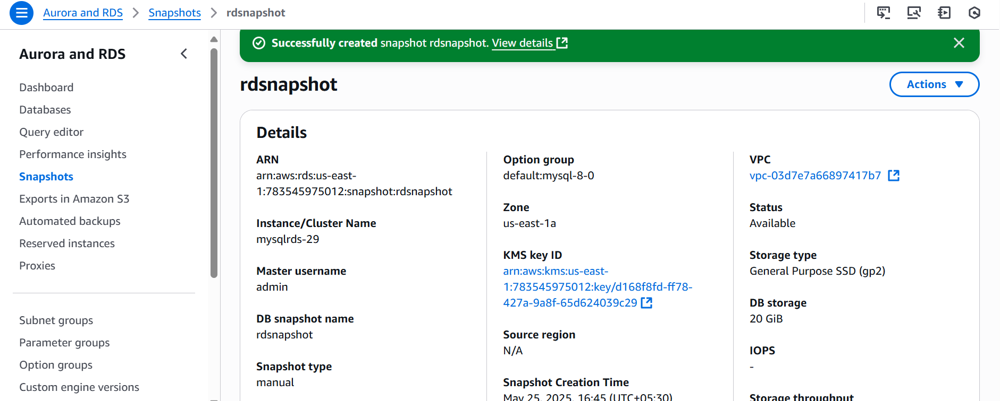 Aurora and RDS > Snapshots > rdsnapshot
Aurora and RDS
Dashboard
Databases
Query editor
Performance insights
Snapshots
Exports in Amazon S3
Automated backups
Reserved instances
Proxies
Subnet groups
Parameter groups
Option groups
Custom engine versions
Successfully created snapshot rdsnapshot. View details
rdsnapshot
Actions
Details
ARN
arn:aws:rds:us-east-
1:783545975012:snapshot:rdsnapshot
Instance/Cluster Name
mysqlrds-29
Master username
admin
DB snapshot name
rdsnapshot
Snapshot type
manual
Option group
default:mysql-8-0
Zone
us-east-1a
KMS key ID
arn:aws:kms:us-east-
1:783545975012:key/d168f8fd-ff78-
427a-9a8f-65d624039c29
Source region
N/A
Snapshot Creation Time
May 25, 2025, 16:45 (UTC+05:30)
VPC
vpc-03d7e7a66897417b7
Status
Available
Storage type
General Purpose SSD (gp2)
DB storage
20 GiB
IOPS
-
Storage throughput